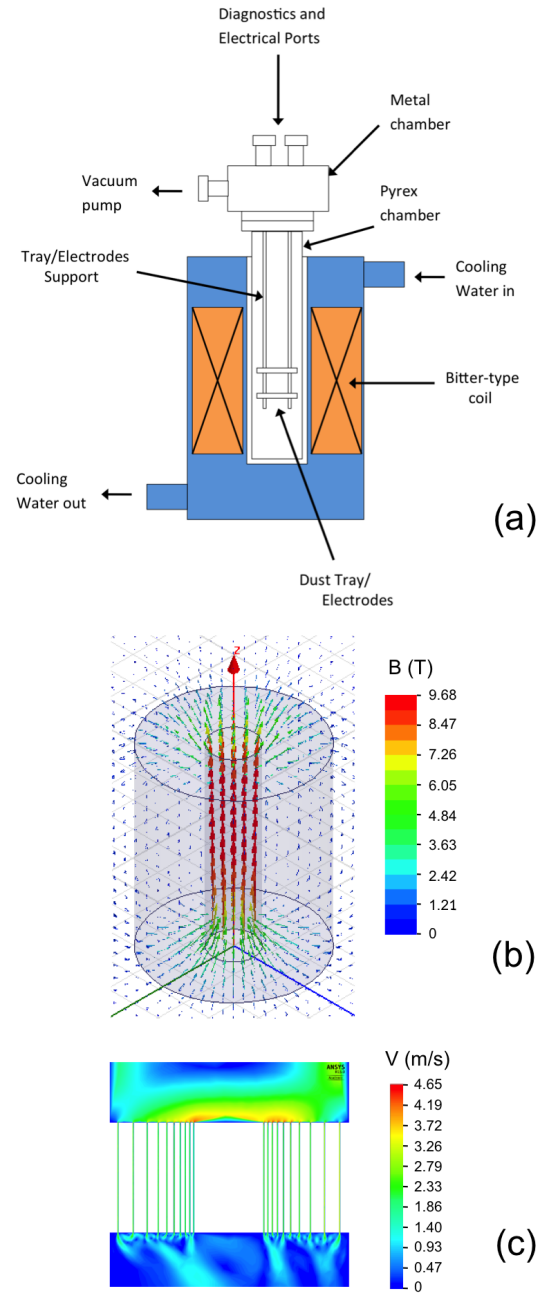 Diagnostics and
Electrical Ports
Metal
chamber
Vacuum
pump
Pyrex
chamber
Tray/Electrodes
Support
Cooling
Water in
Bitter-type
coil
Cooling
Water out
(a)
Dust Tray/
Electrodes
Z
B (T)
9.68
8.47
7.26
6.05
4.84
3.63
2.42
1.21
0
(b)
ANSYS
V (m/s)
4.65
4.19
3.72
3.26
2.79
2.33
1.86
1.40
0.93
0.47
0
(c)